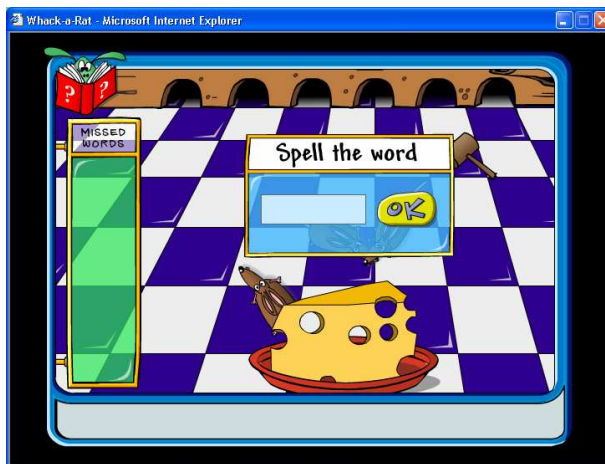 Whack-a-Rat - Microsoft Internet Explorer
? ?
MISSED
WORDS
Spell the word
OK